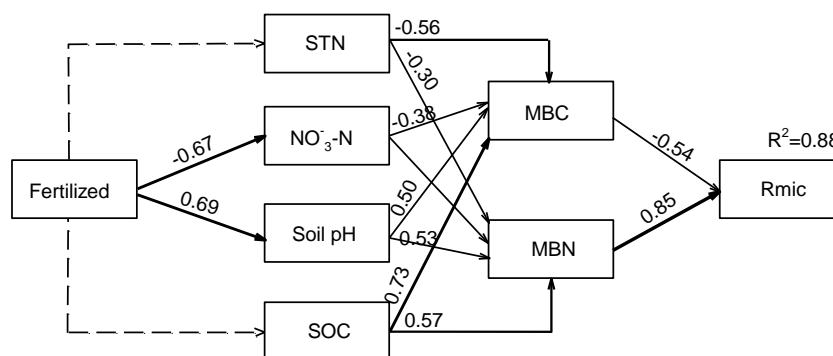 STN
-0.56
-0.30
MBC
NO⁻₃-N
-0.38
-0.67
-0.54
R²=0.88
Fertilized
Rmic
0.69
0.50
0.85
Soil pH
0.53
MBN
0.73
SOC
0.57